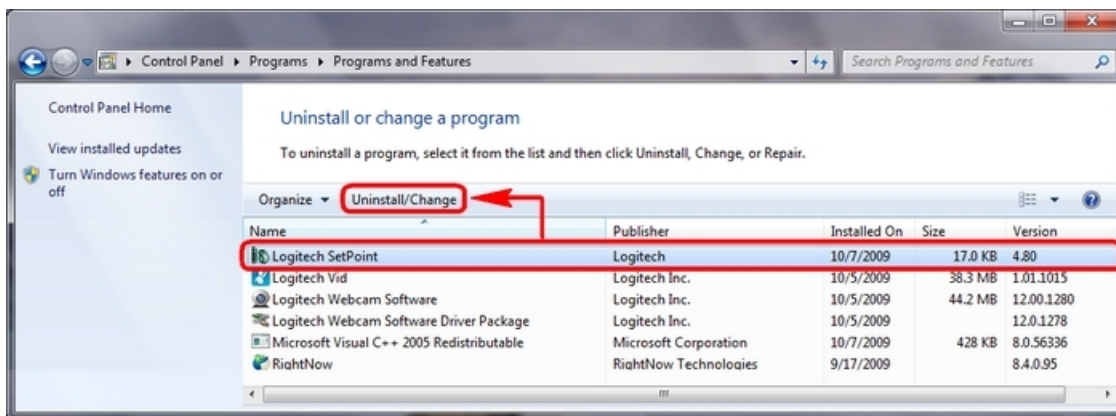 Control Panel Programs Programs and Features Search Programs and Features
Control Panel Home
View installed updates
Turn Windows features on or
off
Uninstall or change a program
To uninstall a program, select it from the list and then click Uninstall, Change, or Repair.
Organize Uninstall/Change
Name Publisher Installed On Size Version
Logitech SetPoint Logitech 10/7/2009 17.0 KB 4.80
Logitech Vid Logitech Inc. 10/5/2009 38.3 MB 1.01.1015
Logitech Webcam Software Logitech Inc. 10/5/2009 44.2 MB 12.00.1280
Logitech Webcam Software Driver Package Logitech Inc. 10/5/2009 12.0.1278
Microsoft Visual C++ 2005 Redistributable Microsoft Corporation 10/7/2009 428 KB 8.0.56336
RightNow RightNow Technologies 9/17/2009 8.4.0.95